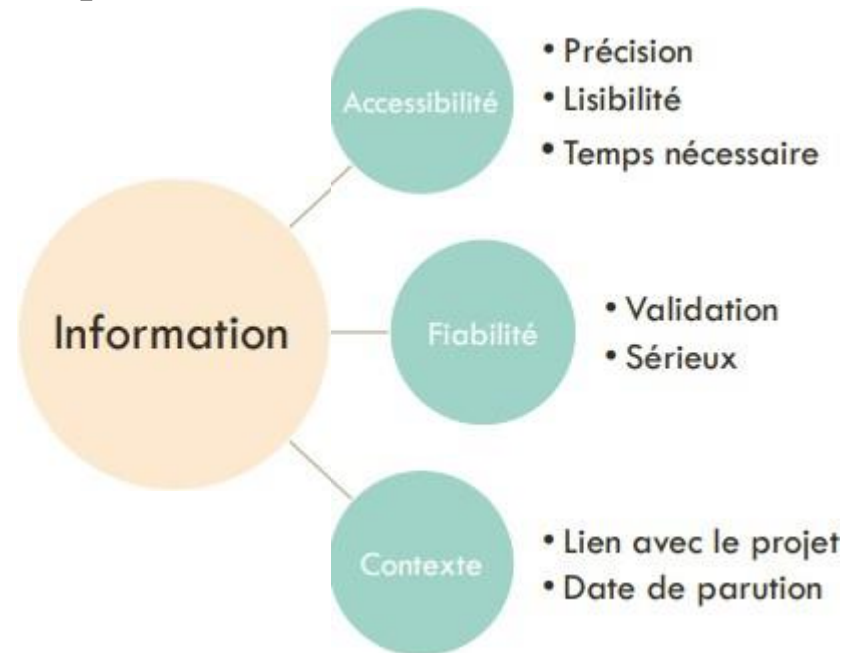 Accessibilité
• Précision
• Lisibilité
• Temps nécessaire
Information
Fiabilité
• Validation
• Sérieux
Contexte
• Lien avec le projet
• Date de parution